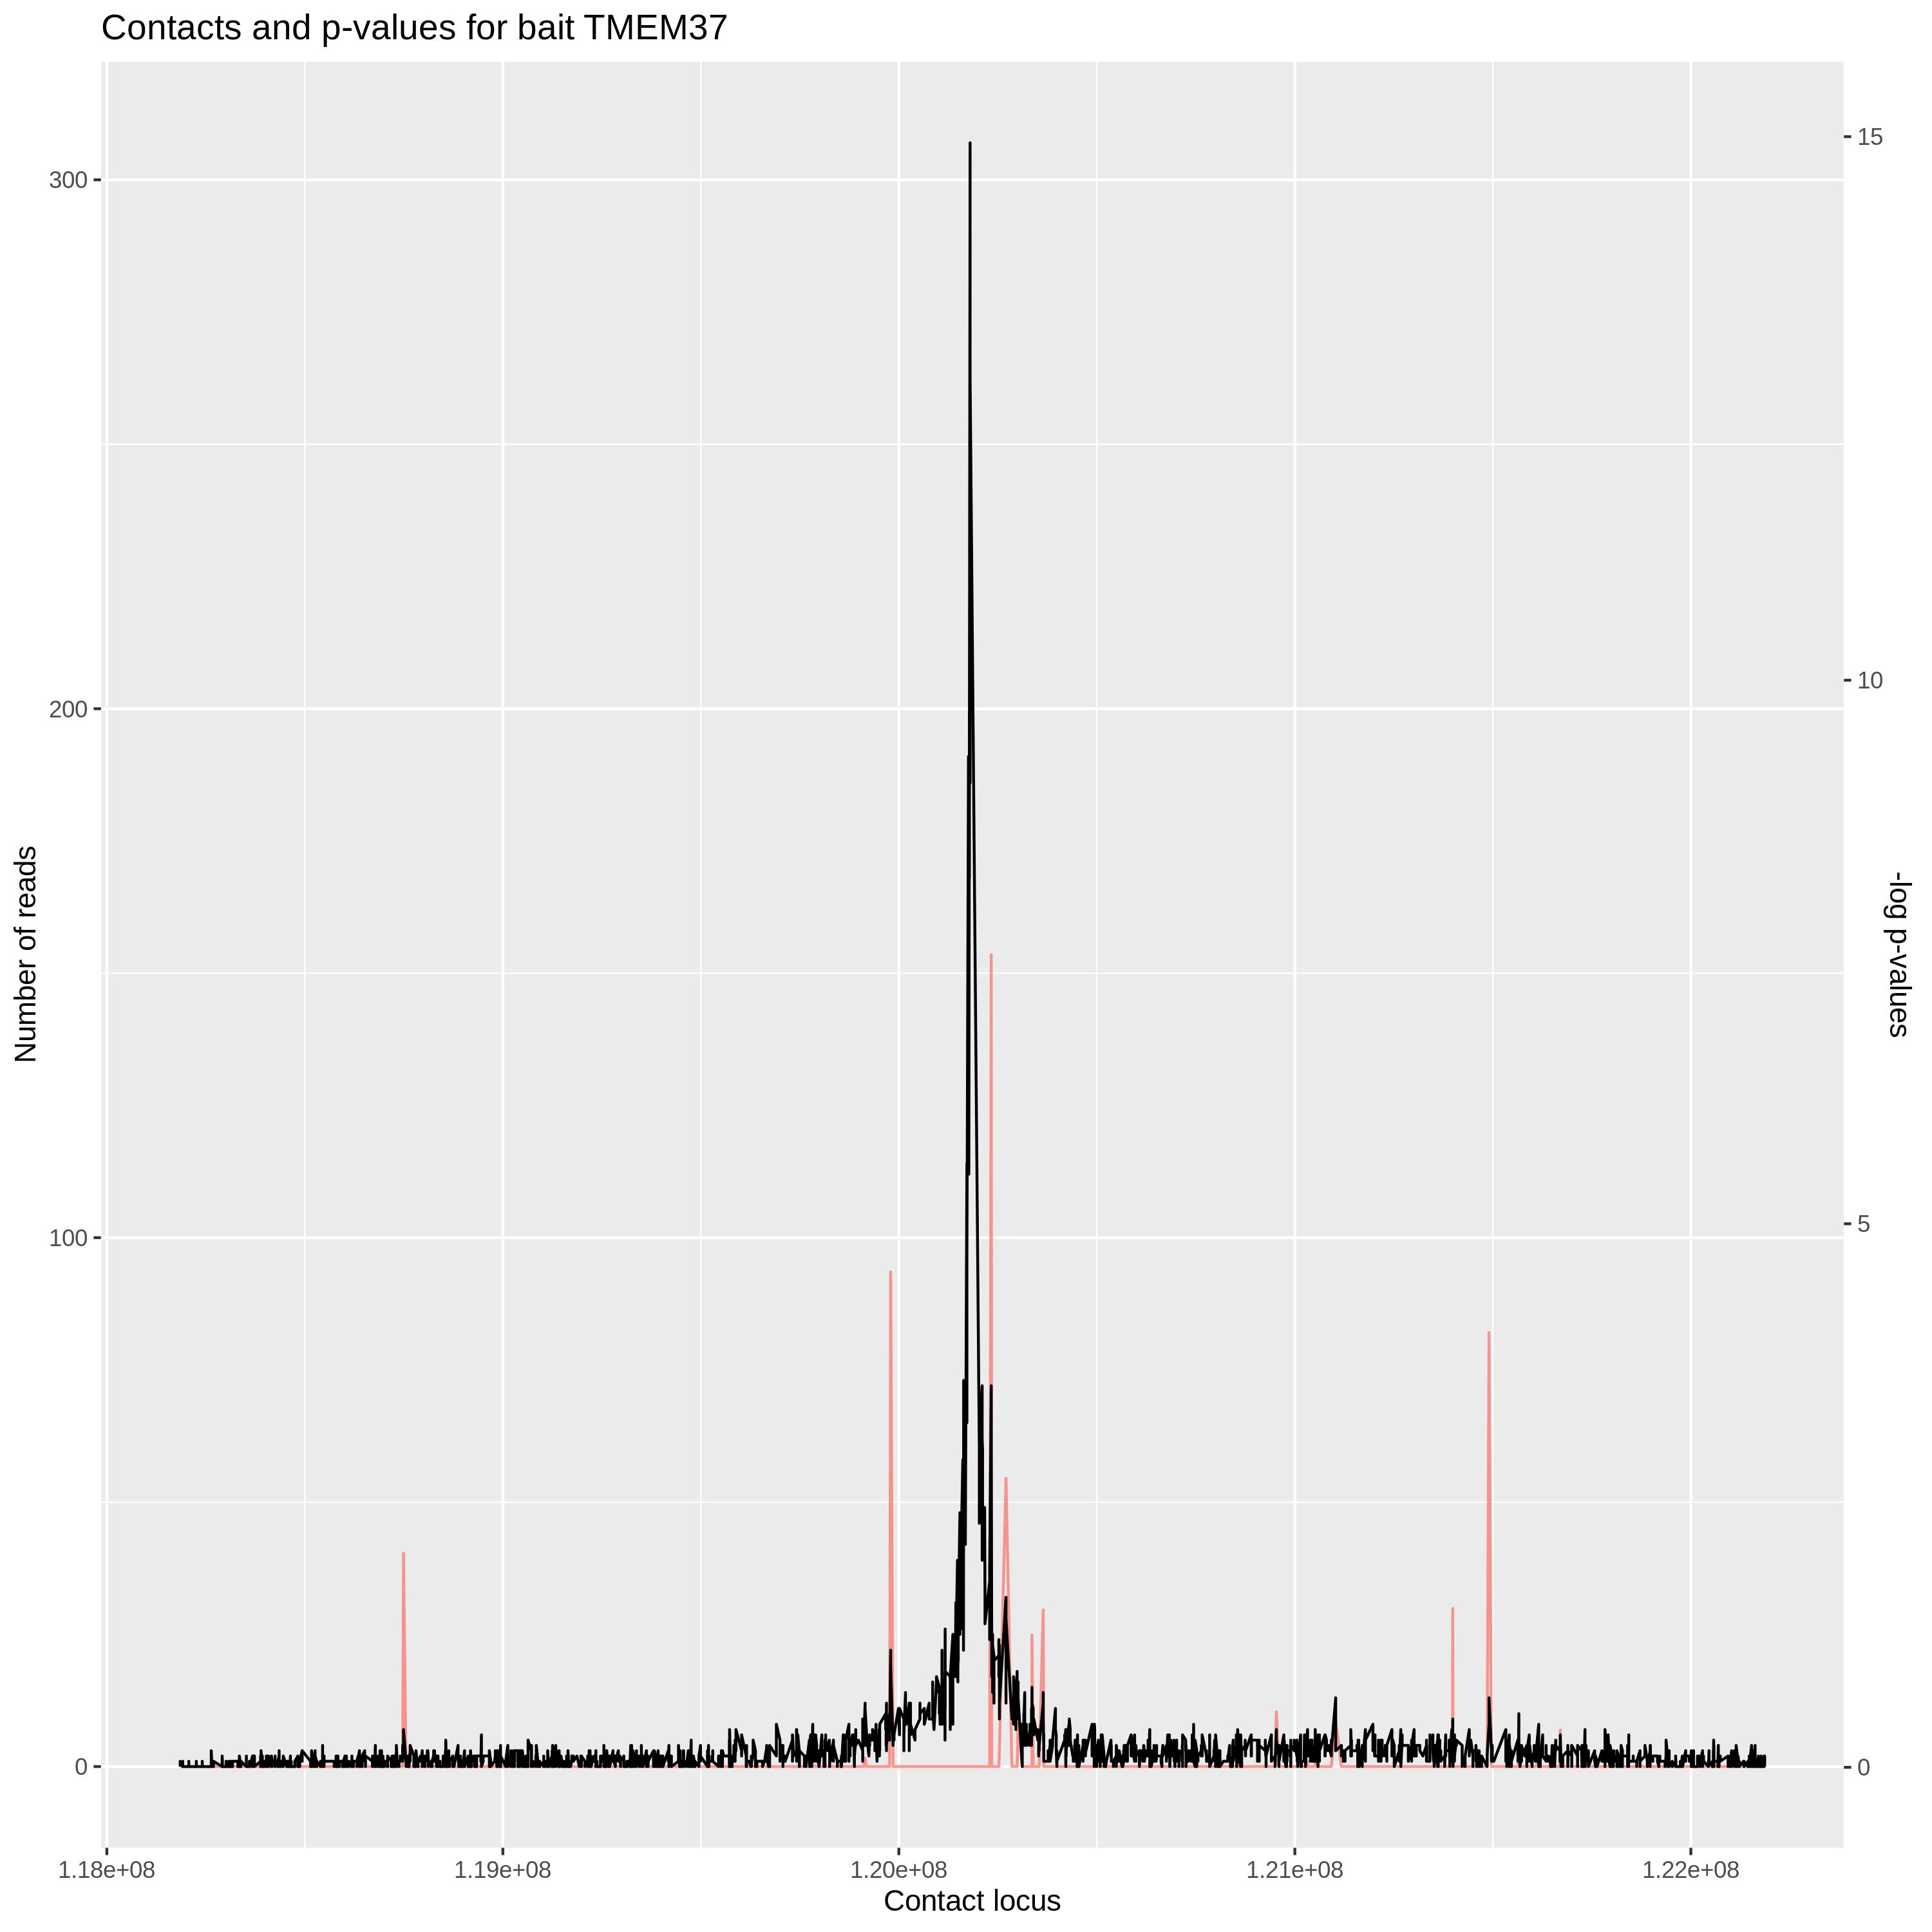 Contacts and p-values for bait TMEM37
300
200
100
0
Number of reads
15
10
5
0
-log p-values
1.18e+08
1.19e+08
1.20e+08
1.21e+08
1.22e+08
Contact locus